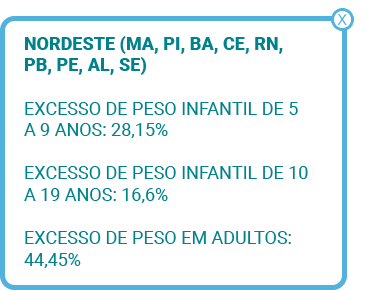 X
NORDESTE (MA, PI, BA, CE, RN,
PB, PE, AL, SE)
EXCESSO DE PESO INFANTIL DE 5
A 9 ANOS: 28,15%
EXCESSO DE PESO INFANTIL DE 10
A 19 ANOS: 16,6%
EXCESSO DE PESO EM ADULTOS:
44,45%